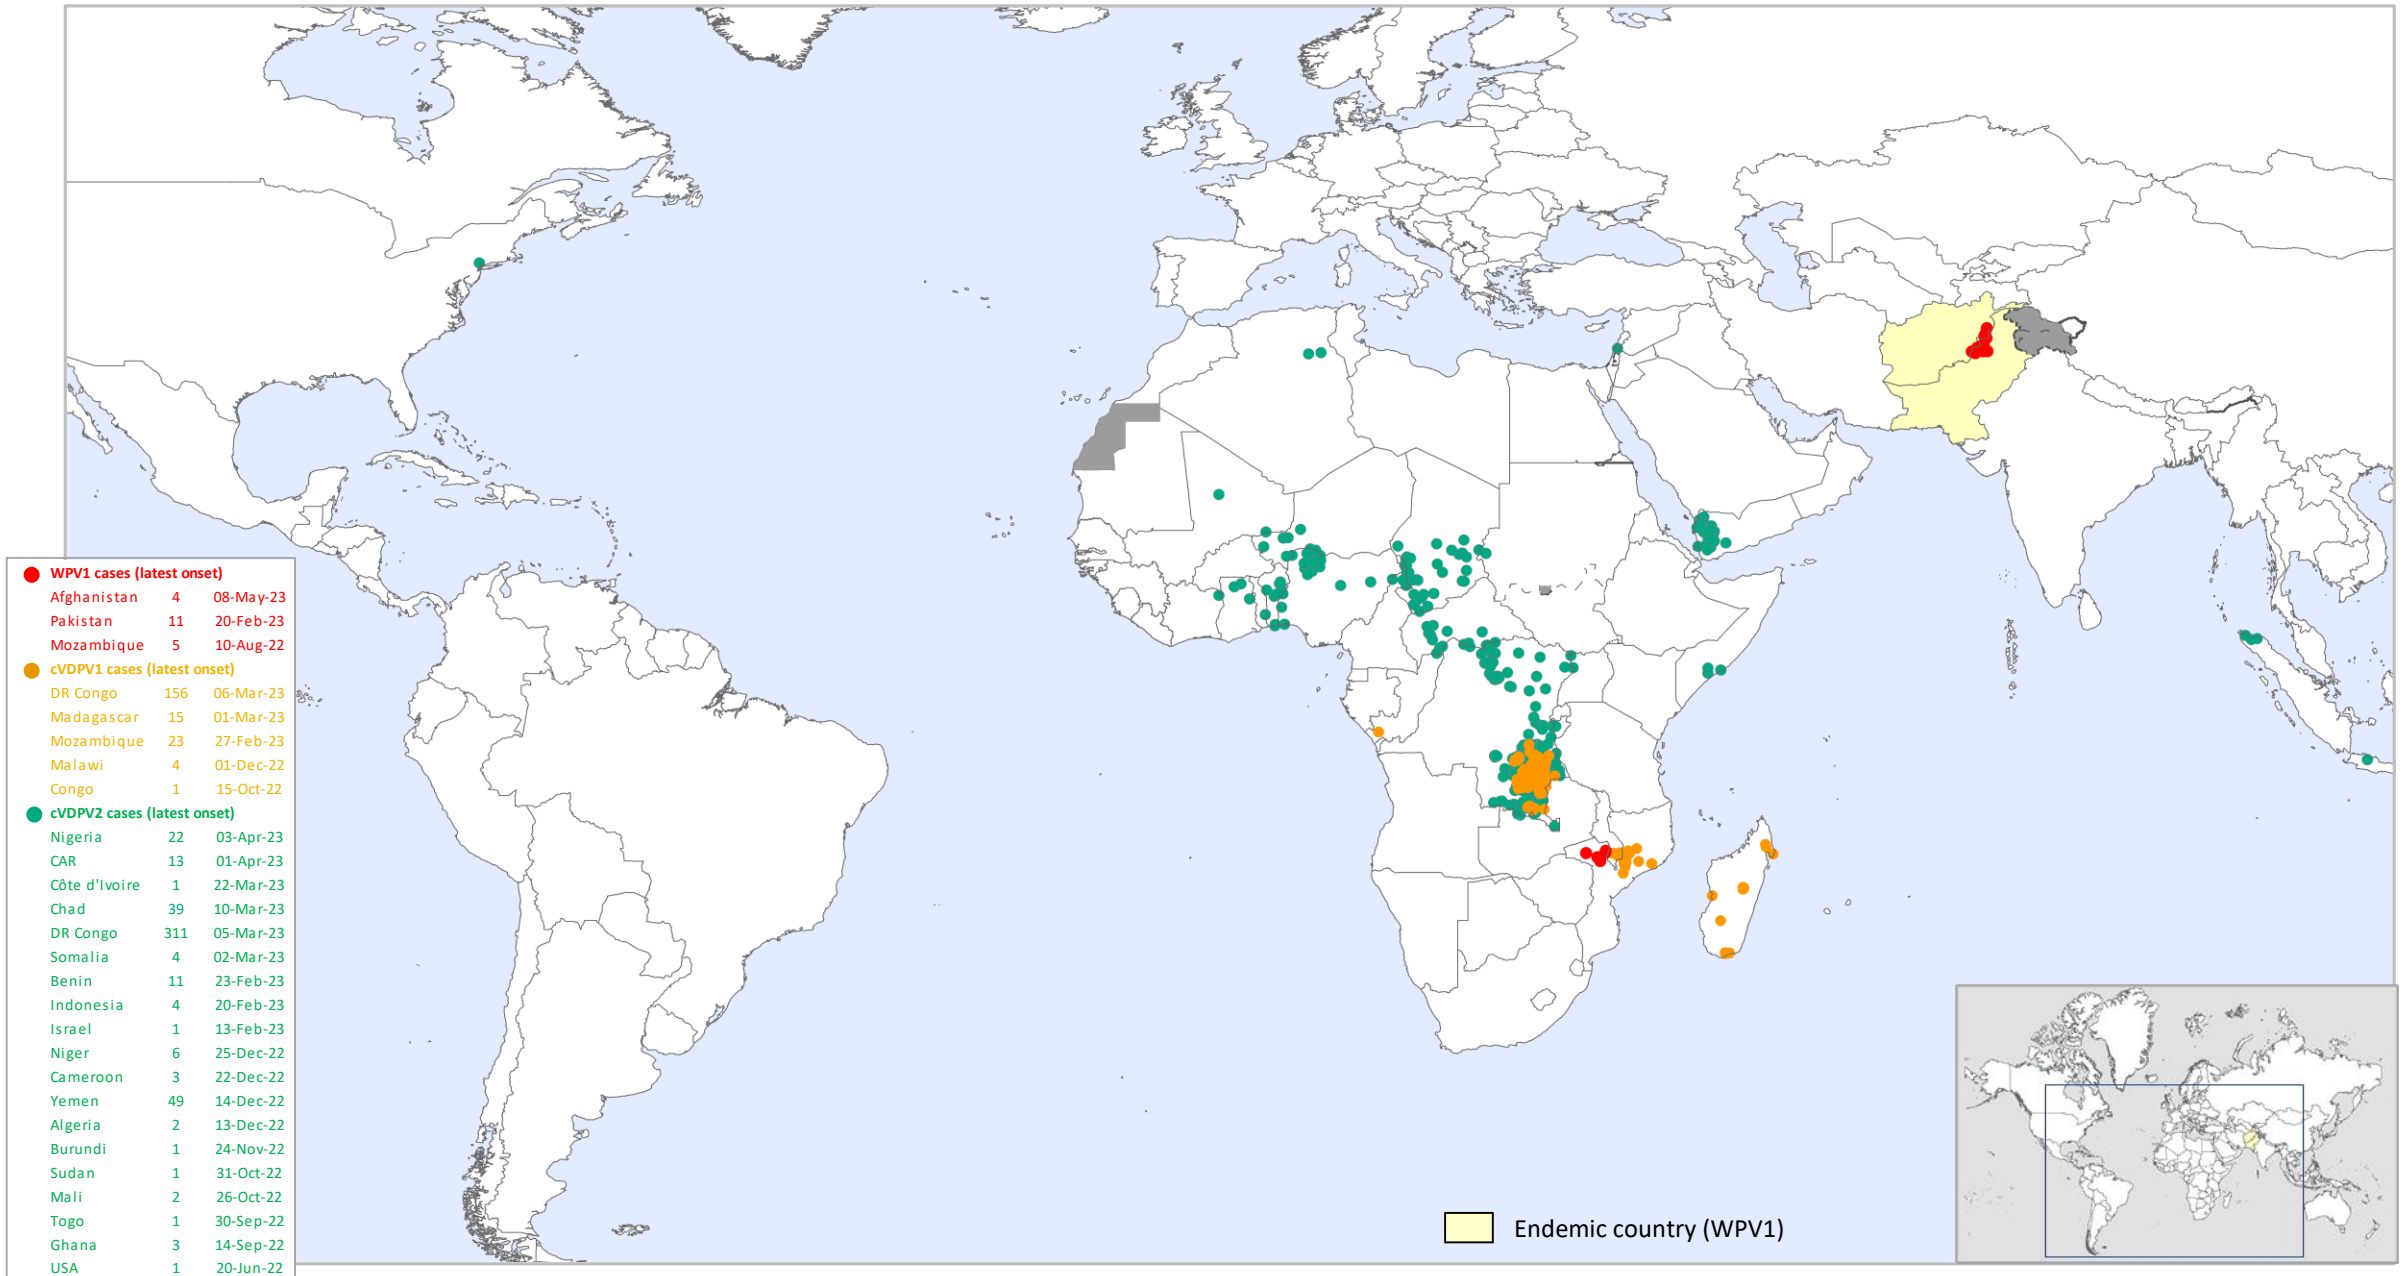 WPV1 cases (latest onset)
Afghanistan 4 08-May-23
Pakistan 11 20-Feb-23
Mozambique 5 10-Aug-22
cVDPV1 cases (latest onset)
DR Congo 156 06-Mar-23
Madagascar 15 01-Mar-23
Mozambique 23 27-Feb-23
Malawi 4 01-Dec-22
Congo 1 15-Oct-22
cVDPV2 cases (latest onset)
Nigeria 22 03-Apr-23
CAR 13 01-Apr-23
Côte d'Ivoire 1 22-Mar-23
Chad 39 10-Mar-23
DR Congo 311 05-Mar-23
Somalia 4 02-Mar-23
Benin 11 23-Feb-23
Indonesia 4 20-Feb-23
Israel 1 13-Feb-23
Niger 6 25-Dec-22
Cameroon 3 22-Dec-22
Yemen 49 14-Dec-22
Algeria 2 13-Dec-22
Burundi 1 24-Nov-22
Sudan 1 31-Oct-22
Mali 2 26-Oct-22
Togo 1 30-Sep-22
Ghana 3 14-Sep-22
USA 1 20-Jun-22
Endemic country (WPV1)